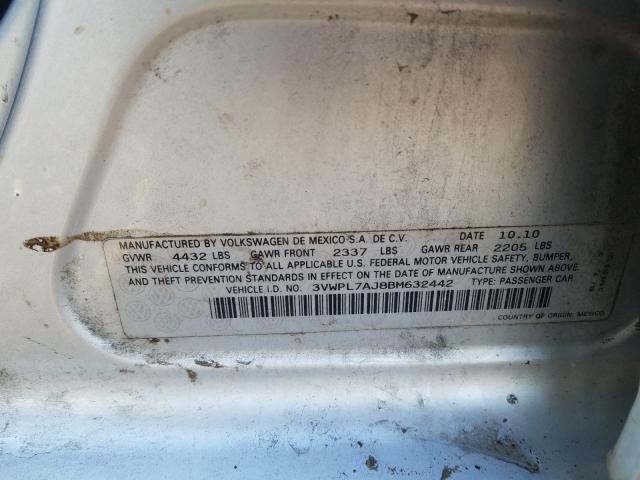 MANUFACTURED BY VOLKSWAGEN DE MEXICO S.A. DE C.V. DATE 10.10
GVWR 4432 LBS GAWR FRONT 2337 LBS GAWR REAR 2205 LBS
THIS VEHICLE CONFORMS TO ALL APPLICABLE U.S. FEDERAL MOTOR VEHICLE SAFETY, BUMPER,
AND THEFT PREVENTION STANDARDS IN EFFECT ON THE DATE OF MANUFACTURE SHOWN ABOVE.
VEHICLE I.D. NO. 3VWPL7AJ8BM632442 TYPE: PASSENGER CAR
COUNTRY OF ORIGIN: MEXICO